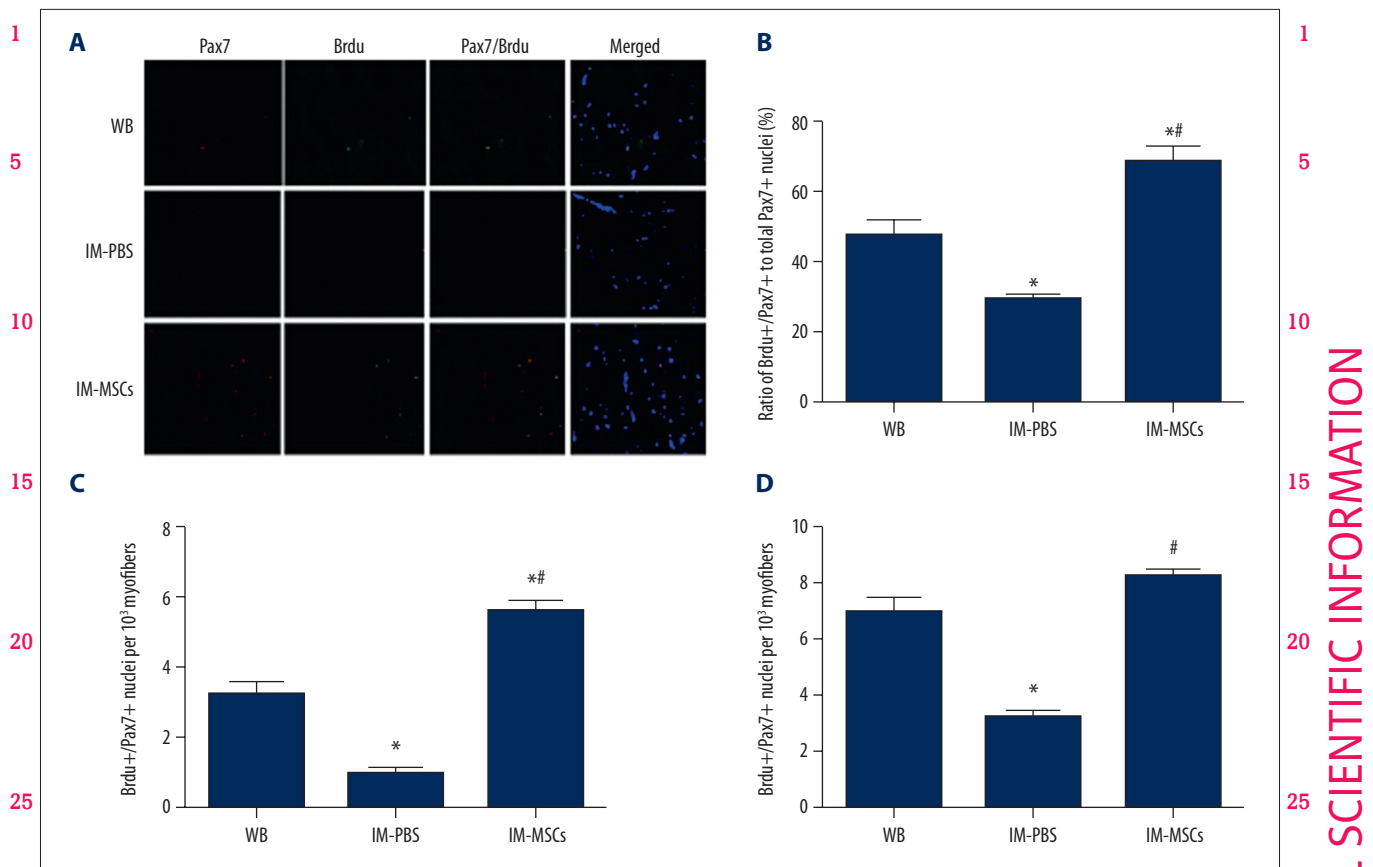 A
Pax7 Brdu Pax7/Brdu Merged
WB
IM-PBS
IM-MSCs
B
Ratio of Brdu+/Pax7+ to tolal Pax7+ nuclei (%)
80
60
40
20
0
*
*#
WB IM-PBS IM-MSCs
C
Brdu+/Pax7+ nuclei per 10³ myofibers
8
6
4
2
0
*
*#
WB IM-PBS IM-MSCs
D
Brdu+/Pax7+ nuclei per 10³ myofibers
10
8
6
4
2
0
*
#
WB IM-PBS IM-MSCs
1
5
10
15
20
25
1
5
10
15
20
25
SCIENTIFIC INFORMATION